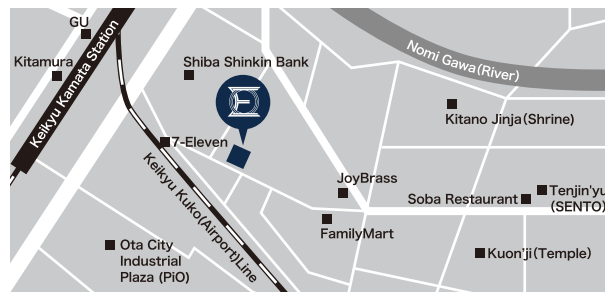 GU
Kitamura
Keikyu Kamata Station
Shiba Shinkin Bank
Nomi Gawa(River)
Kitano Jinja(Shrine)
7-Eleven
Keikyu Kuko(Airport)Line
JoyBrass
Soba Restaurant
Tenjin'yu
(SENTO)
FamilyMart
Ota City
Industrial
Plaza (PiO)
Kuon'ji(Temple)